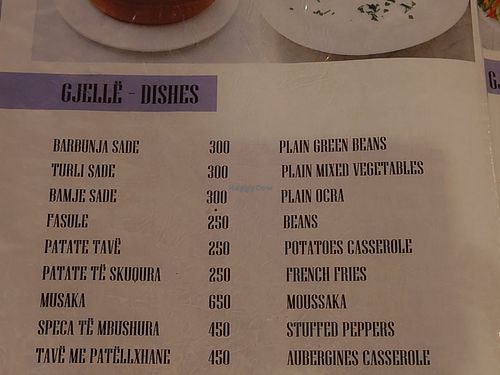 GJELLË - DISHES
BARBUNJA SADE 300 PLAIN GREEN BEANS
TURLI SADE 300 PLAIN MIXED VEGETABLES
BAMJE SADE 300 PLAIN OCRA
FASULE 250 BEANS
PATATE TAVË 250 POTATOES CASSEROLE
PATATE TË SKUQURA 250 FRENCH FRIES
MUSAKA 650 MOUSSAKA
SPECA TË MBUSHURA 450 STUFFED PEPPERS
TAVË ME PATËLLXHANE 450 AUBERGINES CASSEROLE
HappyCow